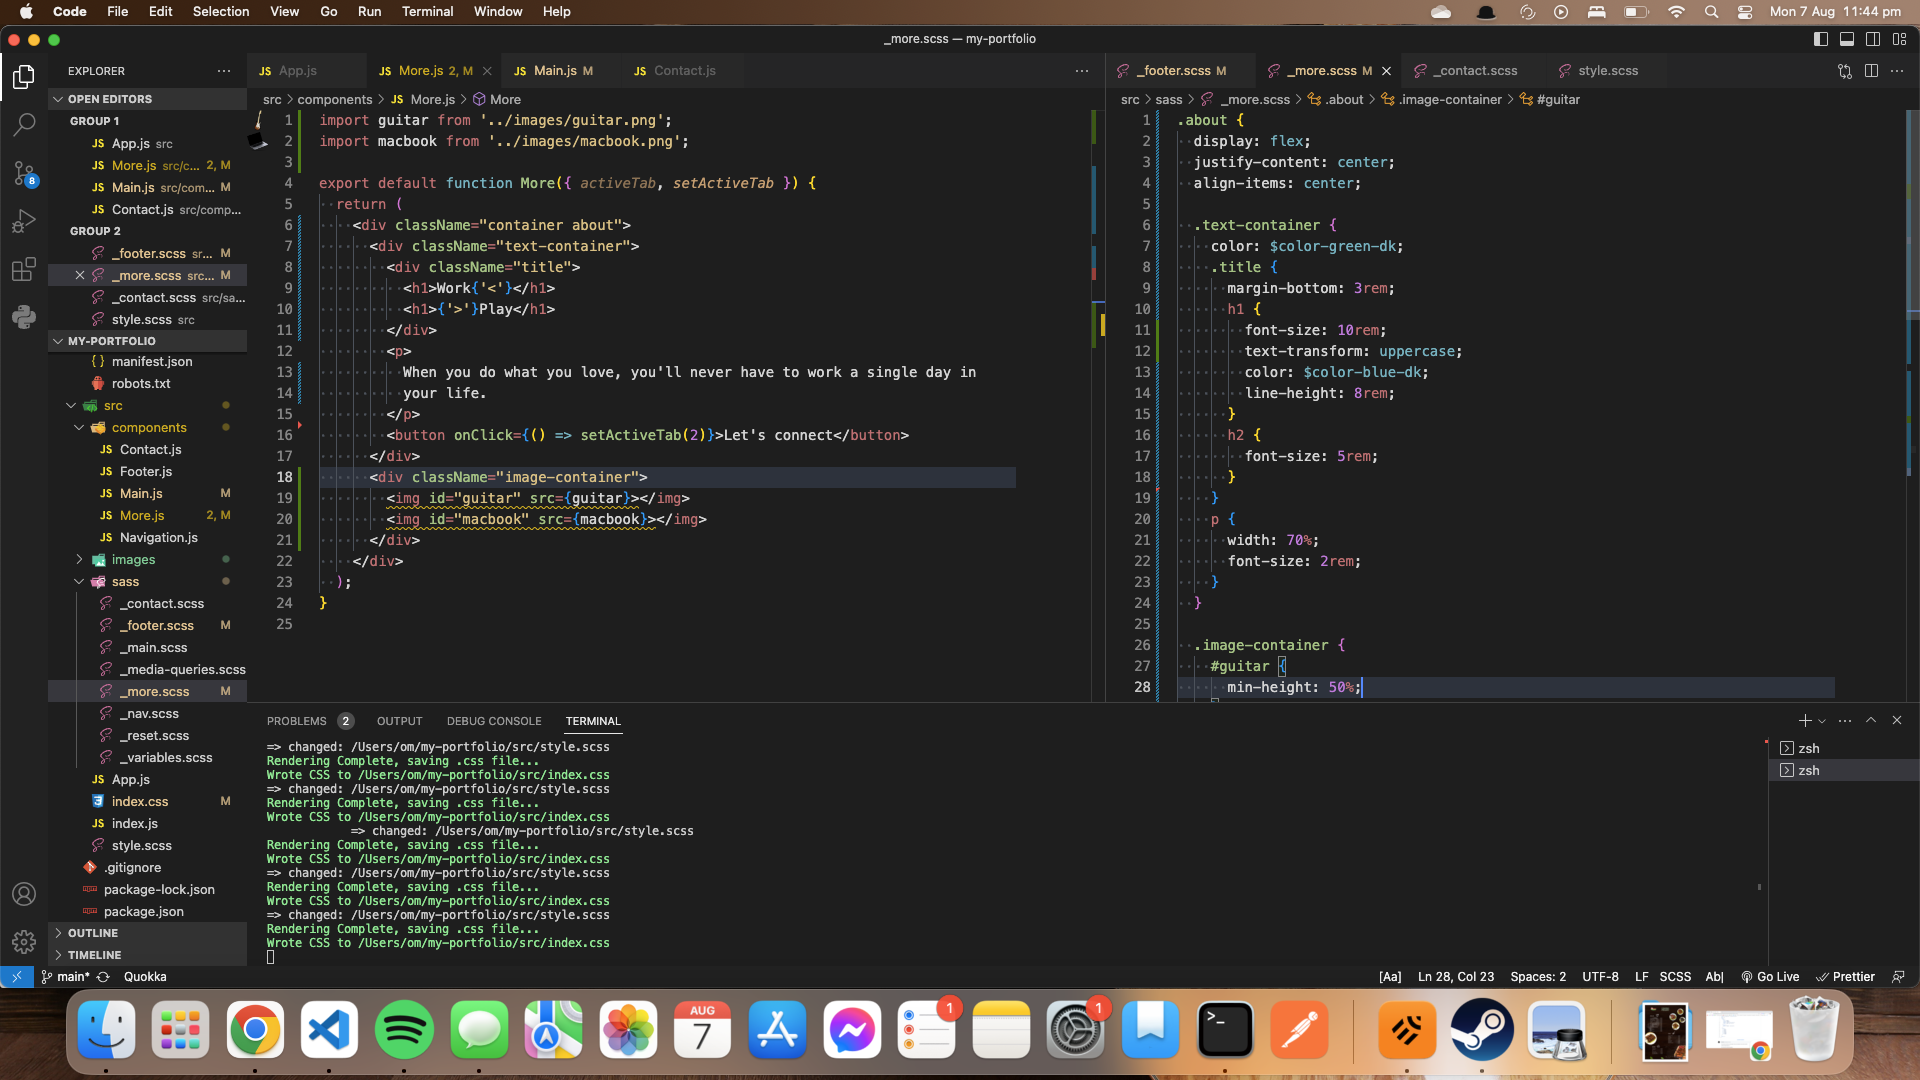 Code File Edit Selection View Go Run Terminal Window Help
Mon 7 Aug 11:44 pm
_more.scss — my-portfolio
EXPLORER
OPEN EDITORS
GROUP 1
JS App.js src
JS More.js src/c... 2, M
JS Main.js src/com... M
JS Contact.js src/comp...
GROUP 2
_footer.scss sr... M
_more.scss src... M
_contact.scss src/sa...
style.scss src
MY-PORTFOLIO
{ } manifest.json
robots.txt
src
components
JS Contact.js
JS Footer.js
JS Main.js M
JS More.js 2, M
JS Navigation.js
images
sass
_contact.scss
_footer.scss M
_main.scss
_media-queries.scss
_more.scss M
_nav.scss
_reset.scss
_variables.scss
JS App.js
index.css M
JS index.js
style.scss
.gitignore
package-lock.json
package.json
OUTLINE
TIMELINE
8
JS App.js JS More.js 2, M JS Main.js M JS Contact.js
src > components > JS More.js > More
1 import guitar from '../images/guitar.png';
2 import macbook from '../images/macbook.png';
3
4 export default function More({ activeTab, setActiveTab }) {
5 return (
6 <div className="container about">
7 <div className="text-container">
8 <div className="title">
9 <h1>Work{'<'}</h1>
10 <h1>{'>'}Play</h1>
11 </div>
12 <p>
13 When you do what you love, you'll never have to work a single day in
14 your life.
15 </p>
16 <button onClick={() => setActiveTab(2)}>Let's connect</button>
17 </div>
18 <div className="image-container">
19 <img id="guitar" src={guitar}></img>
20 <img id="macbook" src={macbook}></img>
21 </div>
22 </div>
23 );
24 }
25
_footer.scss M _more.scss M _contact.scss style.scss
src > sass > _more.scss > .about > .image-container > #guitar
1 .about {
2 display: flex;
3 justify-content: center;
4 align-items: center;
5
6 .text-container {
7 color: $color-green-dk;
8 .title {
9 margin-bottom: 3rem;
10 h1 {
11 font-size: 10rem;
12 text-transform: uppercase;
13 color: $color-blue-dk;
14 line-height: 8rem;
15 }
16 h2 {
17 font-size: 5rem;
18 }
19 }
20 p {
21 width: 70%;
22 font-size: 2rem;
23 }
24 }
25
26 .image-container {
27 #guitar {
28 min-height: 50%;
PROBLEMS 2 OUTPUT DEBUG CONSOLE TERMINAL
=> changed: /Users/om/my-portfolio/src/style.scss
Rendering Complete, saving .css file...
Wrote CSS to /Users/om/my-portfolio/src/index.css
=> changed: /Users/om/my-portfolio/src/style.scss
Rendering Complete, saving .css file...
Wrote CSS to /Users/om/my-portfolio/src/index.css
=> changed: /Users/om/my-portfolio/src/style.scss
Rendering Complete, saving .css file...
Wrote CSS to /Users/om/my-portfolio/src/index.css
=> changed: /Users/om/my-portfolio/src/style.scss
Rendering Complete, saving .css file...
Wrote CSS to /Users/om/my-portfolio/src/index.css
=> changed: /Users/om/my-portfolio/src/style.scss
Rendering Complete, saving .css file...
Wrote CSS to /Users/om/my-portfolio/src/index.css
zsh
zsh
main* Quokka
[Aa] Ln 28, Col 23 Spaces: 2 UTF-8 LF SCSS Ab| Go Live Prettier
AUG
7
1
1
>_